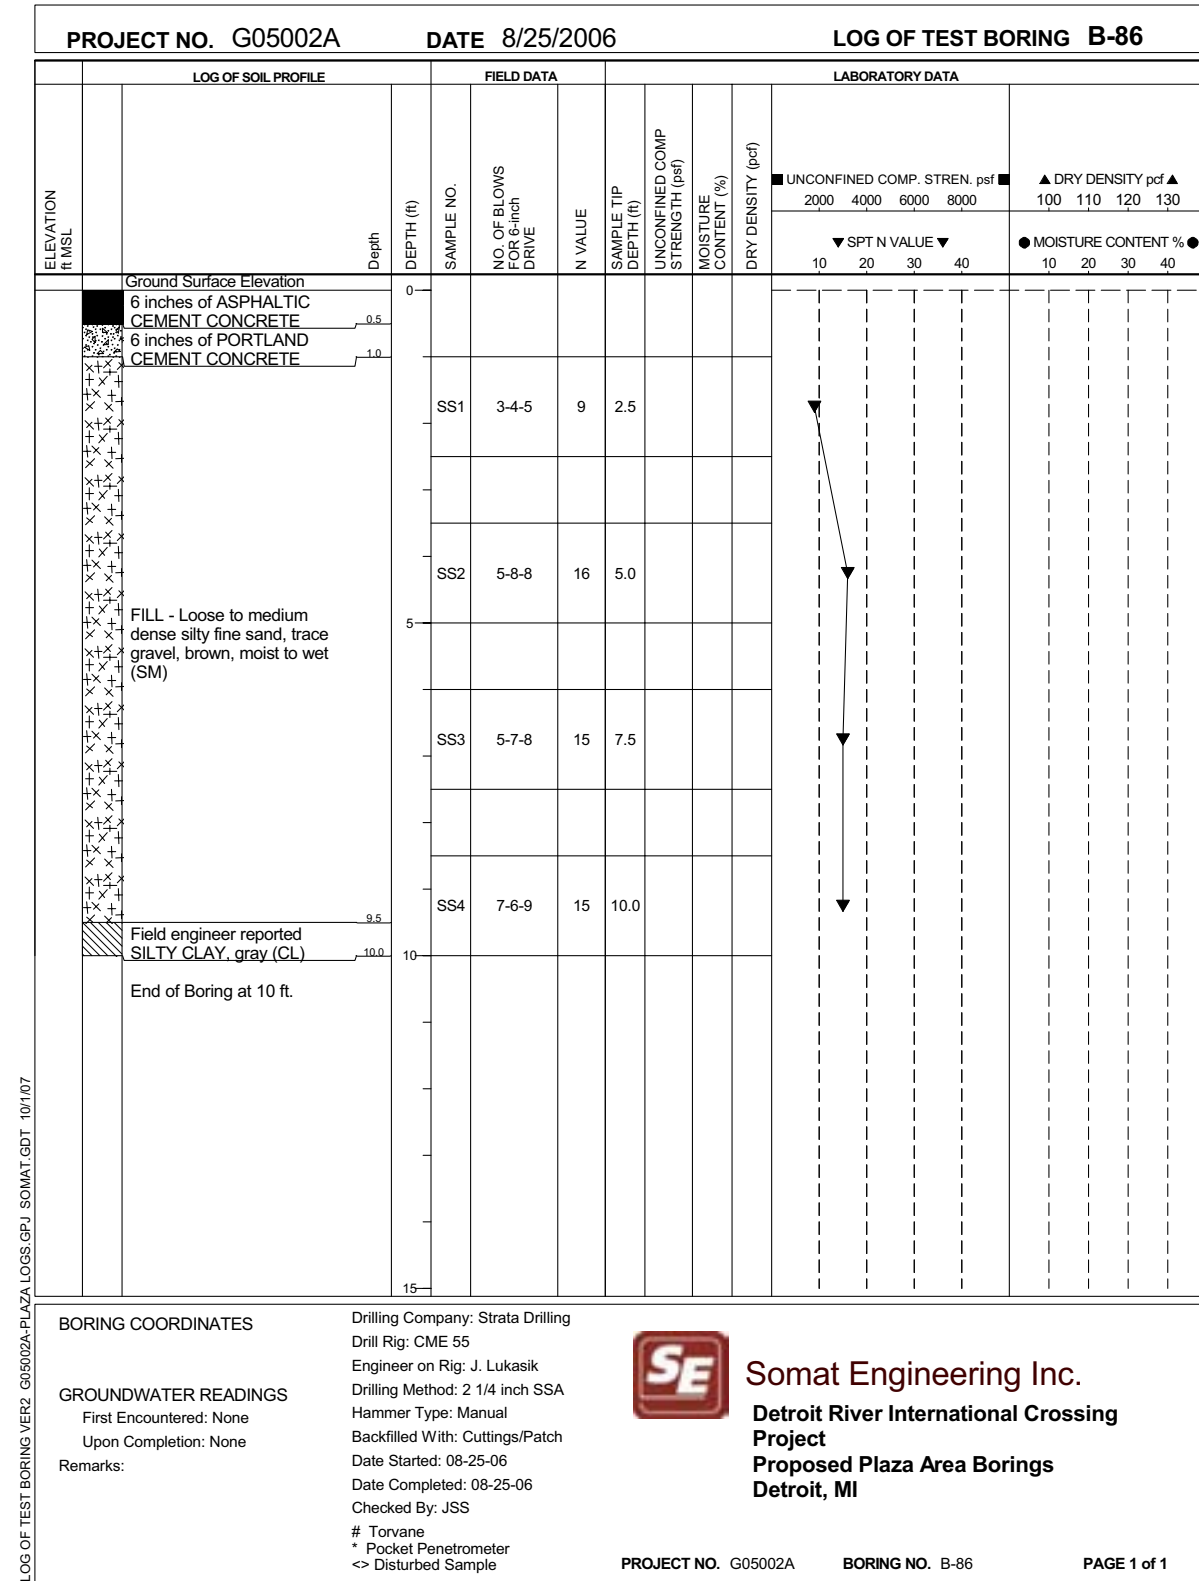 PROJECT NO. G05002A DATE 8/25/2006 LOG OF TEST BORING B-86
LOG OF SOIL PROFILE FIELD DATA LABORATORY DATA
ELEVATION
ft MSL
Depth
DEPTH (ft)
SAMPLE NO.
NO. OF BLOWS
FOR 6-inch
DRIVE
N VALUE
SAMPLE TIP
DEPTH (ft)
UNCONFINED COMP
STRENGTH (psf)
MOISTURE
CONTENT (%)
DRY DENSITY (pcf)
■ UNCONFINED COMP. STREN. psf ■ ▲ DRY DENSITY pcf ▲
2000 4000 6000 8000 100 110 120 130
▼ SPT N VALUE ▼ ● MOISTURE CONTENT % ●
10 20 30 40 10 20 30 40
Ground Surface Elevation
0
6 inches of ASPHALTIC
CEMENT CONCRETE 0.5
6 inches of PORTLAND
CEMENT CONCRETE 1.0
SS1 3-4-5 9 2.5
SS2 5-8-8 16 5.0
FILL - Loose to medium
dense silty fine sand, trace
gravel, brown, moist to wet
(SM)
5
SS3 5-7-8 15 7.5
SS4 7-6-9 15 10.0
9.5
Field engineer reported
SILTY CLAY, gray (CL) 10.0
10
End of Boring at 10 ft.
15
LOG OF TEST BORING VER2 G05002A-PLAZA LOGS.GPJ SOMAT.GDT 10/1/07
BORING COORDINATES
GROUNDWATER READINGS
First Encountered: None
Upon Completion: None
Remarks:
Drilling Company: Strata Drilling
Drill Rig: CME 55
Engineer on Rig: J. Lukasik
Drilling Method: 2 1/4 inch SSA
Hammer Type: Manual
Backfilled With: Cuttings/Patch
Date Started: 08-25-06
Date Completed: 08-25-06
Checked By: JSS
# Torvane
* Pocket Penetrometer
<> Disturbed Sample
SE
Somat Engineering Inc.
Detroit River International Crossing
Project
Proposed Plaza Area Borings
Detroit, MI
PROJECT NO. G05002A BORING NO. B-86 PAGE 1 of 1